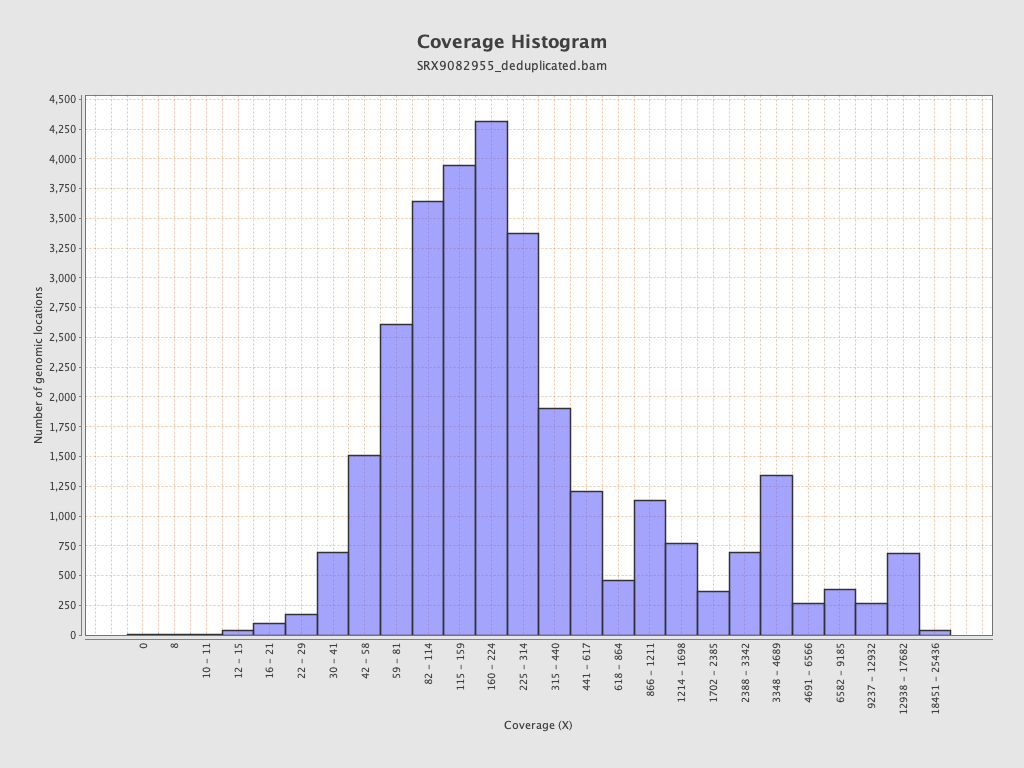 Coverage Histogram
SRX9082955_deduplicated.bam
Number of genomic locations
4,500
4,250
4,000
3,750
3,500
3,250
3,000
2,750
2,500
2,250
2,000
1,750
1,500
1,250
1,000
750
500
250
0
0
8
10 – 11
12 – 15
16 – 21
22 – 29
30 – 41
42 – 58
59 – 81
82 – 114
115 – 159
160 – 224
225 – 314
315 – 440
441 – 617
618 – 864
866 – 1211
1214 – 1698
1702 – 2385
2388 – 3342
3348 – 4689
4691 – 6566
6582 – 9185
9237 – 12932
12938 – 17682
18451 – 25436
Coverage (X)